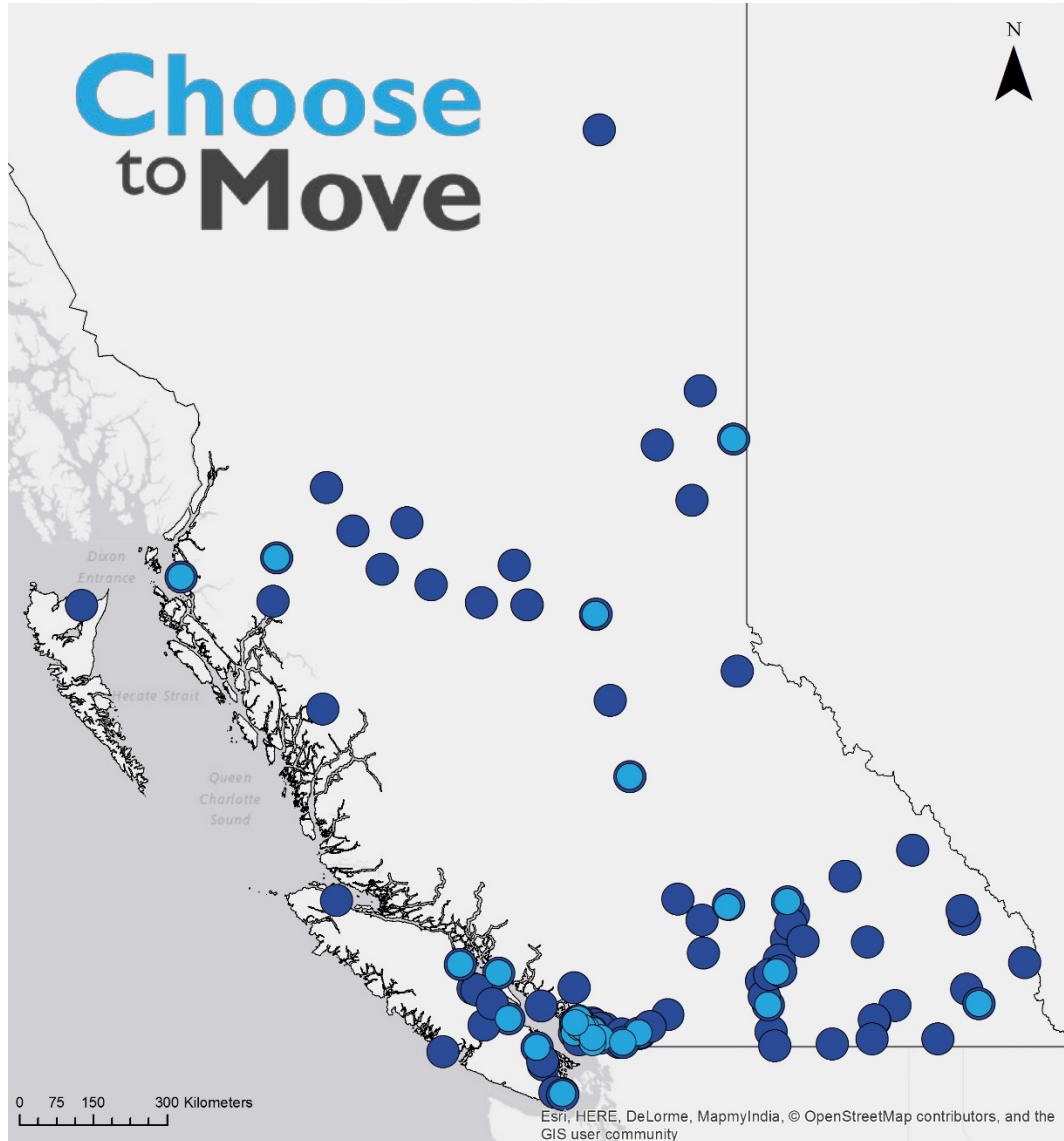 Choose
to Move
N
Dixon
Entrance
Hecate Strait
Queen
Charlotte
Sound
0 75 150 300 Kilometers
Esri, HERE, DeLorme, MapmyIndia, © OpenStreetMap contributors, and the
GIS user community